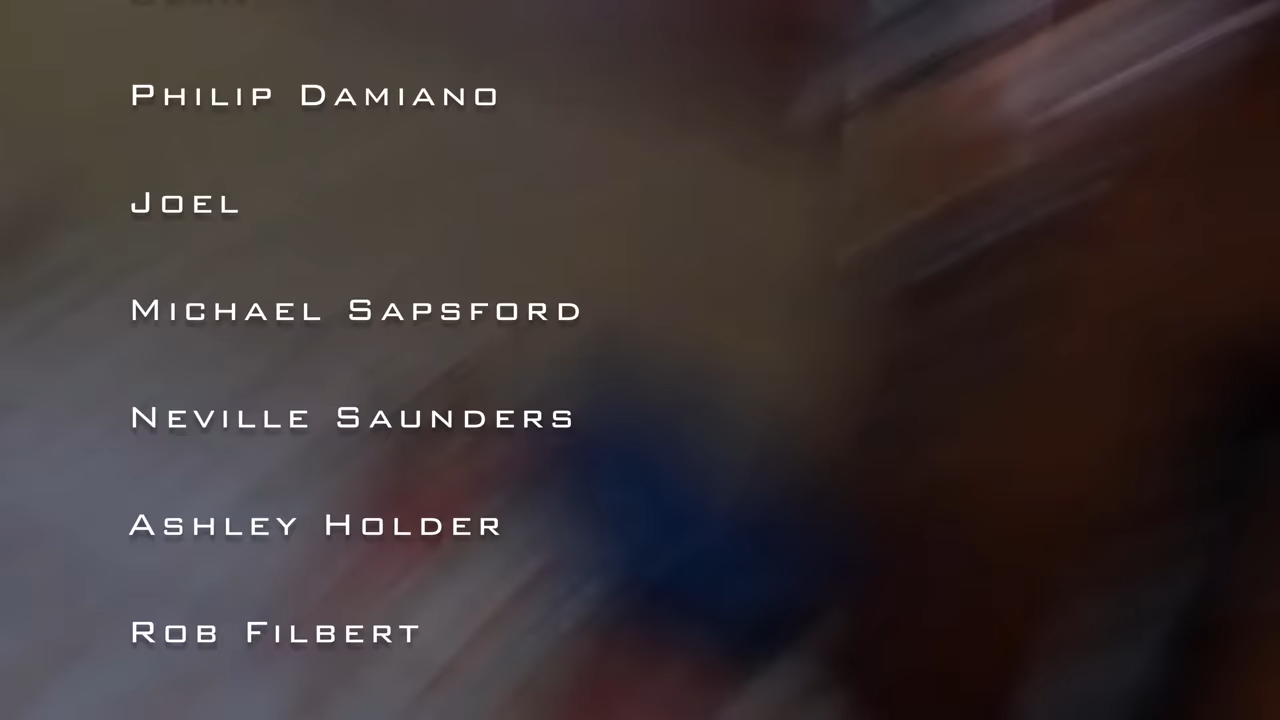 Philip Damiano
Joel
Michael Sapsford
Neville Saunders
Ashley Holder
Rob Filbert